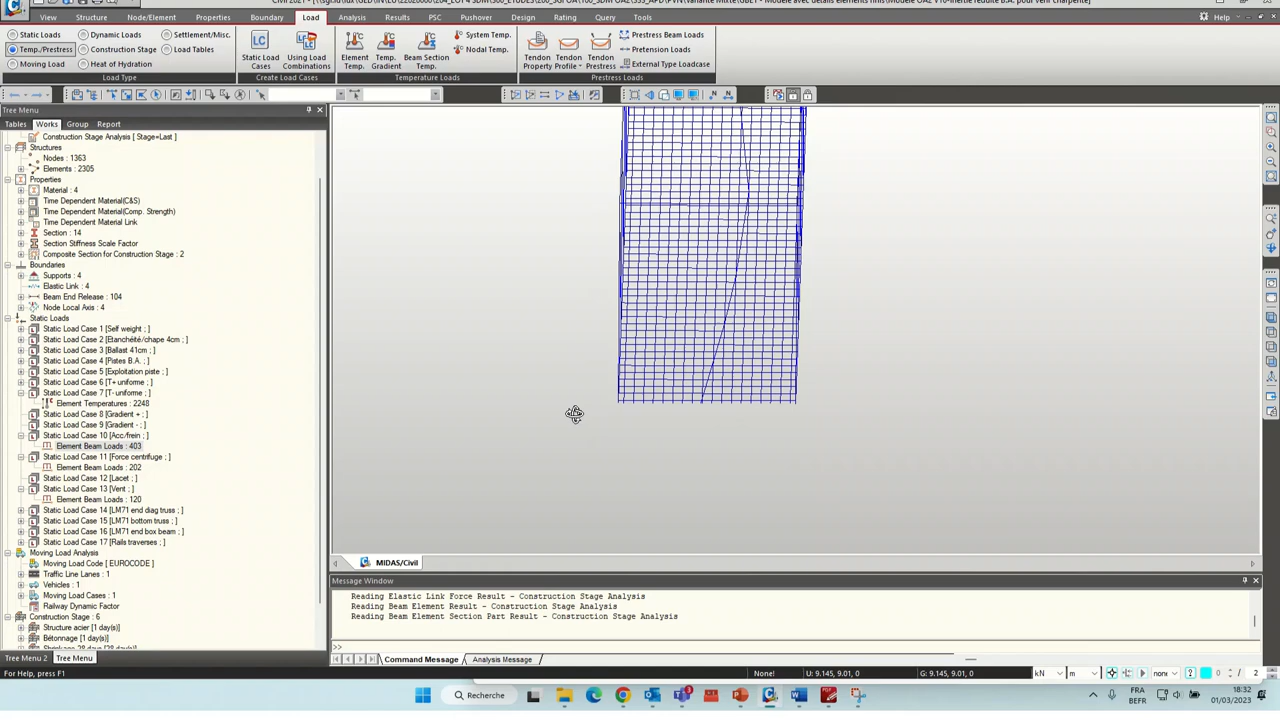 View Structure Node/Element Properties Boundary Load Analysis Results PSC Pushover Design Rating Query Tools Help
Static Loads Dynamic Loads Settlement/Misc.
Temp./Prestress Construction Stage Load Tables
Moving Load Heat of Hydration
Load Type
Static Load Cases
Using Load Combinations
Create Load Cases
Element Temp.
Temp. Gradient
Beam Section Temp.
System Temp.
Nodal Temp.
Temperature Loads
Tendon Property
Tendon Profile
Tendon Prestress
Prestress Beam Loads
Pretension Loads
External Type Loadcase
Prestress Loads
Tree Menu
Tables Works Group Report
Construction Stage Analysis [ Stage=Last ]
Structures
Nodes : 1363
Elements : 2305
Properties
Material : 4
Time Dependent Material(C&S)
Time Dependent Material(Comp. Strength)
Time Dependent Material Link
Section : 14
Section Stiffness Scale Factor
Composite Section for Construction Stage : 2
Boundaries
Supports : 4
Elastic Link : 4
Beam End Release : 104
Node Local Axis : 4
Static Loads
Static Load Case 1 [Self weight ; ]
Static Load Case 2 [Etanchéité/chape 4cm ; ]
Static Load Case 3 [Ballast 41cm ; ]
Static Load Case 4 [Pistes B.A. ; ]
Static Load Case 5 [Exploitation piste ; ]
Static Load Case 6 [T+ uniforme ; ]
Static Load Case 7 [T- uniforme ; ]
Element Temperatures : 2248
Static Load Case 8 [Gradient + ; ]
Static Load Case 9 [Gradient - ; ]
Static Load Case 10 [Acc/frein ; ]
Element Beam Loads : 403
Static Load Case 11 [Force centrifuge ; ]
Element Beam Loads : 202
Static Load Case 12 [Lacet ; ]
Static Load Case 13 [Vent ; ]
Element Beam Loads : 120
Static Load Case 14 [LM71 end diag truss ; ]
Static Load Case 15 [LM71 bottom truss ; ]
Static Load Case 16 [LM71 end box beam ; ]
Static Load Case 17 [Rails traverses ; ]
Moving Load Analysis
Moving Load Code [ EUROCODE ]
Traffic Line Lanes : 1
Vehicles : 1
Moving Load Cases : 1
Railway Dynamic Factor
Construction Stage : 6
Structure acier [1 day(s)]
Bétonnage [1 day(s)]
Tree Menu 2 Tree Menu
MIDAS/Civil
Message Window
Reading Elastic Link Force Result - Construction Stage Analysis
Reading Beam Element Result - Construction Stage Analysis
Reading Beam Element Section Part Result - Construction Stage Analysis
>>
Command Message Analysis Message
For Help, press F1
None! U: 9.145, 9.01, 0 G: 9.145, 9.01, 0 kN m none 0 / 2
Recherche
FRA
BEFR
18:32
01/03/2023